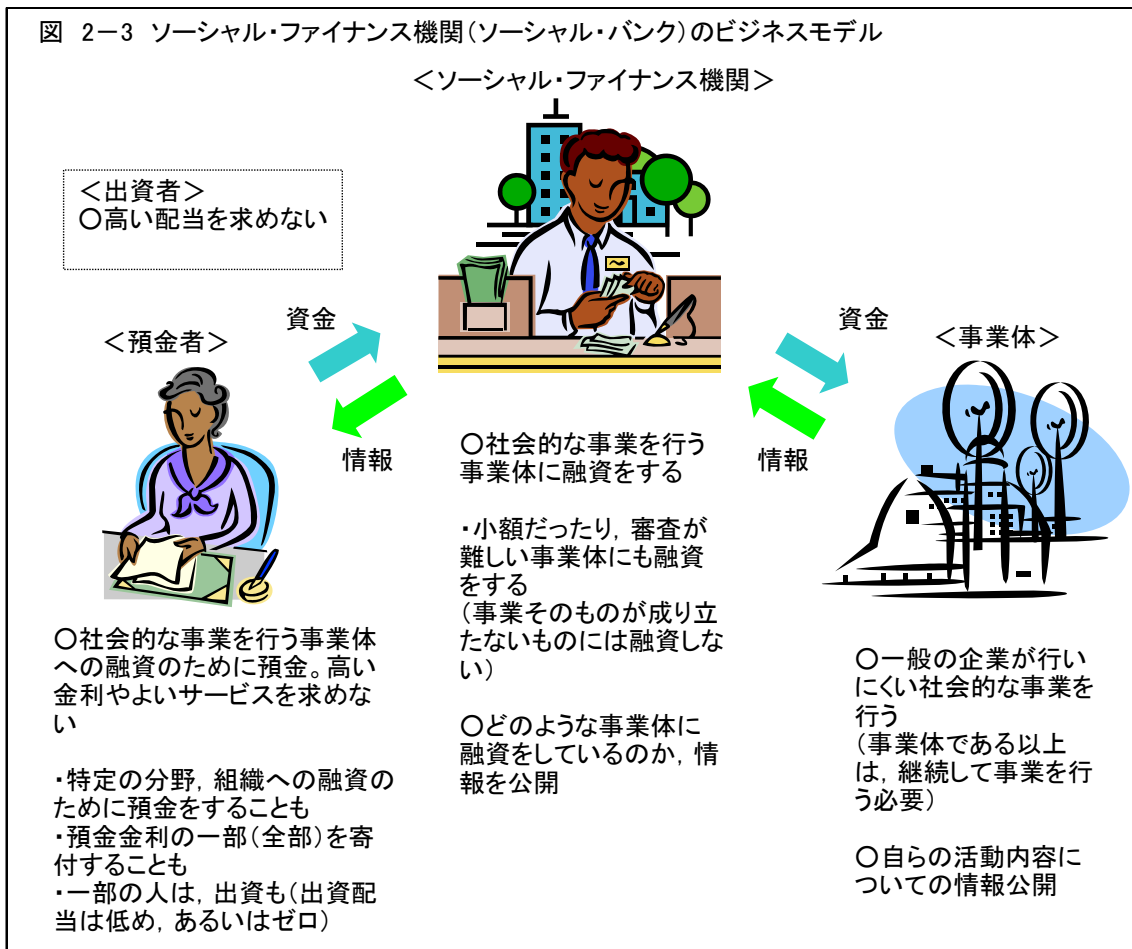 図 2-3 ソーシャル・ファイナンス機関(ソーシャル・バンク)のビジネスモデル
<ソーシャル・ファイナンス機関>
<出資者>
○高い配当を求めない
資金
<預金者>
情報
資金
<事業体>
情報
○社会的な事業を行う
事業体に融資をする
・小額だったり,審査が
難しい事業体にも融資
をする
(事業そのものが成り立
たないものには融資しな
い)
○どのような事業体に
融資をしているのか,情
報を公開
○社会的な事業を行う事業体
への融資のために預金。高い
金利やよいサービスを求めな
い
・特定の分野,組織への融資の
ために預金をすることも
・預金金利の一部(全部)を寄
付することも
・一部の人は,出資も(出資配
当は低め,あるいはゼロ)
○一般の企業が行い
にくい社会的な事業を
行う
(事業体である以上
は,継続して事業を行
う必要)
○自らの活動内容に
ついての情報公開